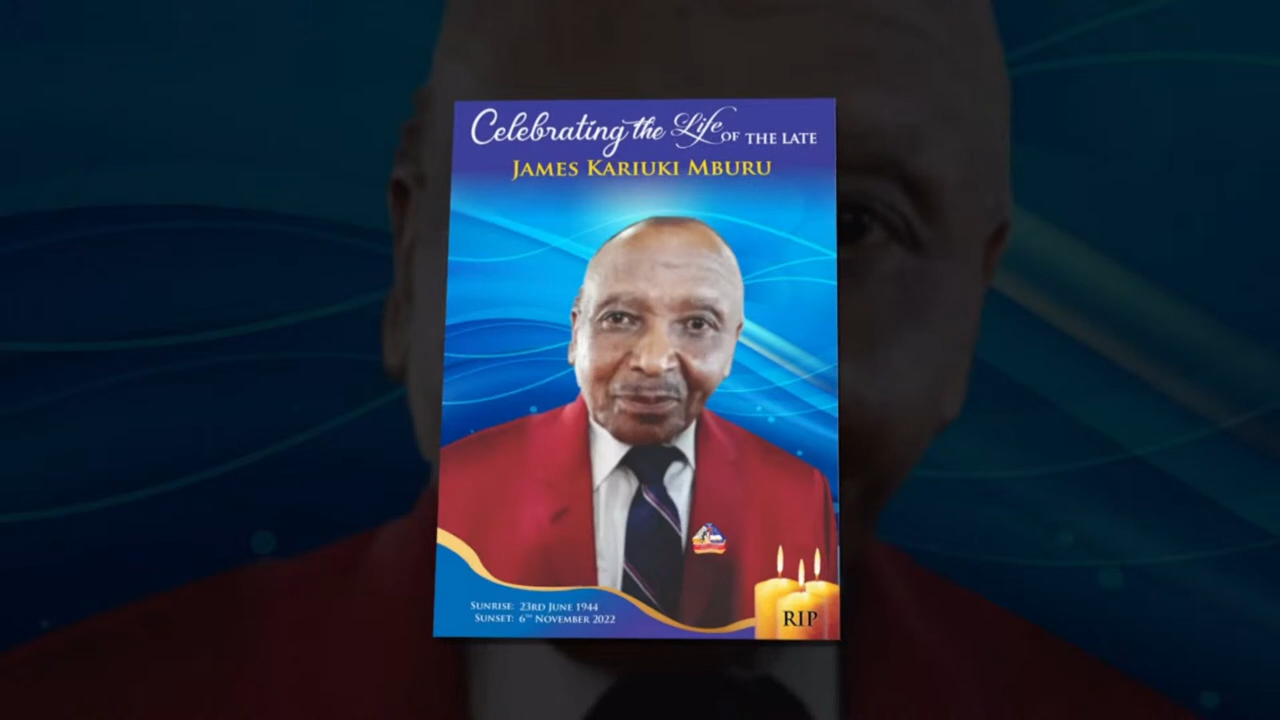 Celebrating the Life OF THE LATE
JAMES KARIUKI MBURU
SUNRISE: 23RD JUNE 1944
SUNSET: 6TH NOVEMBER 2022
RIP